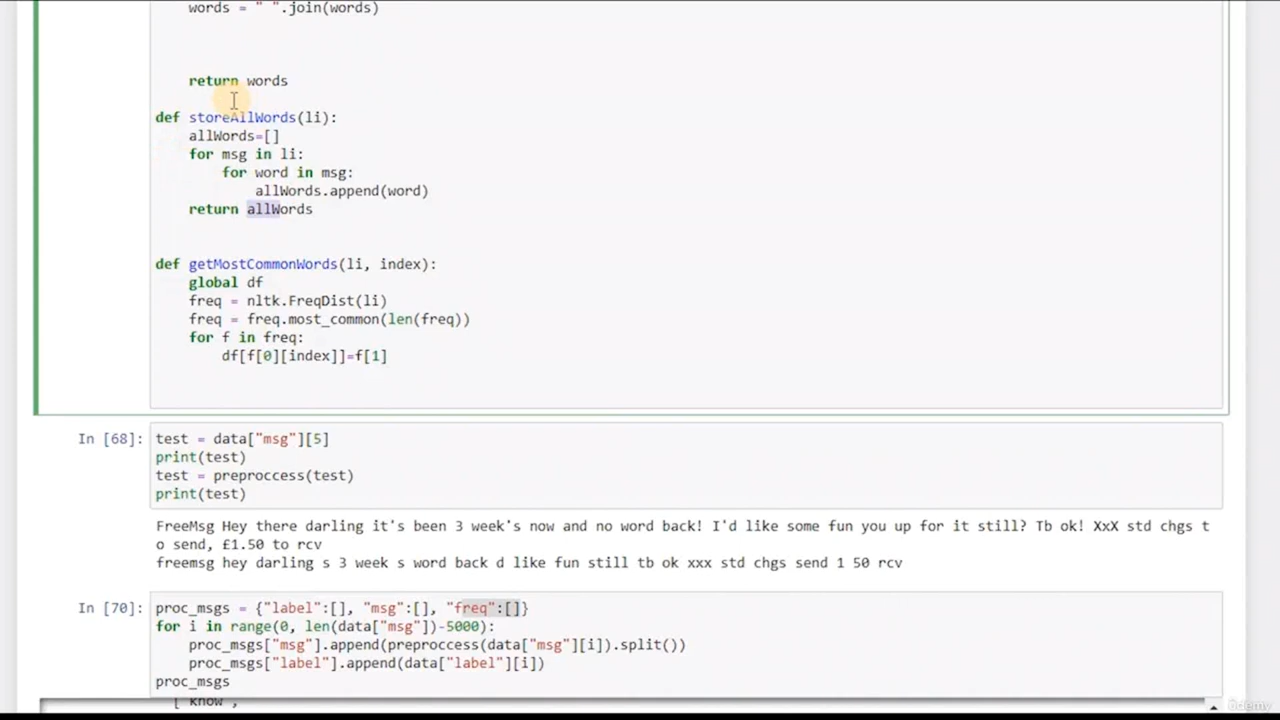 words = " ".join(words)
return words
def storeAllWords(li):
allWords=[]
for msg in li:
for word in msg:
allWords.append(word)
return allWords
def getMostCommonWords(li, index):
global df
freq = nltk.FreqDist(li)
freq = freq.most_common(len(freq))
for f in freq:
df[f[0][index]]=f[1]
In [68]: test = data["msg"][5]
print(test)
test = preproccess(test)
print(test)
FreeMsg Hey there darling it's been 3 week's now and no word back! I'd like some fun you up for it still? Tb ok! XxX std chgs t
o send, £1.50 to rcv
freemsg hey darling s 3 week s word back d like fun still tb ok xxx std chgs send 1 50 rcv
In [70]: proc_msgs = {"label":[], "msg":[], "freq":[]}
for i in range(0, len(data["msg"])-5000):
proc_msgs["msg"].append(preproccess(data["msg"][i]).split())
proc_msgs["label"].append(data["label"][i])
proc_msgs
[ 'know',
ûdemy